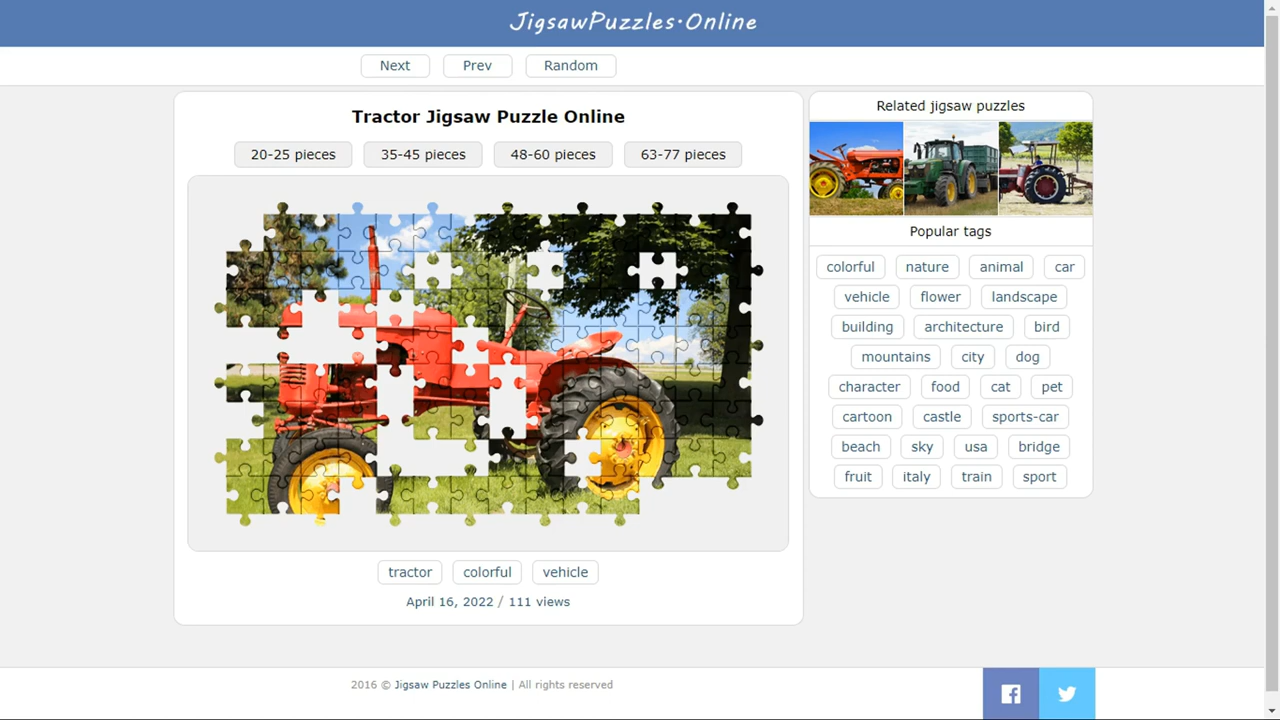 JigsawPuzzles·Online
Next Prev Random
Tractor Jigsaw Puzzle Online
20-25 pieces 35-45 pieces 48-60 pieces 63-77 pieces
tractor colorful vehicle
April 16, 2022 / 111 views
Related jigsaw puzzles
Popular tags
colorful nature animal car
vehicle flower landscape
building architecture bird
mountains city dog
character food cat pet
cartoon castle sports-car
beach sky usa bridge
fruit italy train sport
2016 © Jigsaw Puzzles Online | All rights reserved